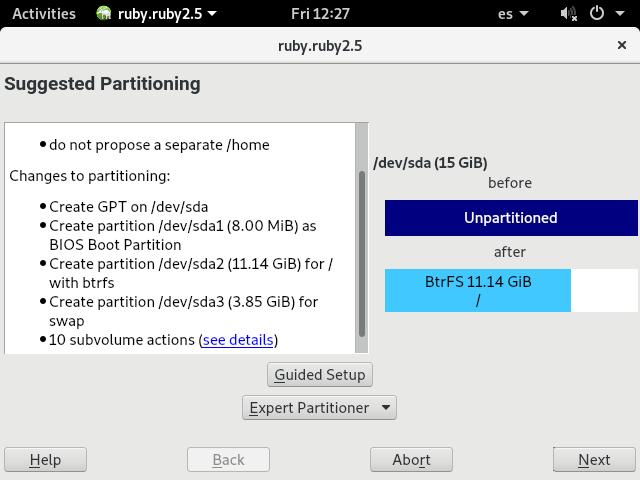 Activities ruby.ruby2.5 Fri 12:27 es
ruby.ruby2.5
Suggested Partitioning
do not propose a separate /home
Changes to partitioning:
Create GPT on /dev/sda
Create partition /dev/sda1 (8.00 MiB) as
BIOS Boot Partition
Create partition /dev/sda2 (11.14 GiB) for /
with btrfs
Create partition /dev/sda3 (3.85 GiB) for
swap
10 subvolume actions (see details)
/dev/sda (15 GiB)
before
Unpartitioned
after
BtrFS 11.14 GiB
/
Guided Setup
Expert Partitioner
Help Back Abort Next